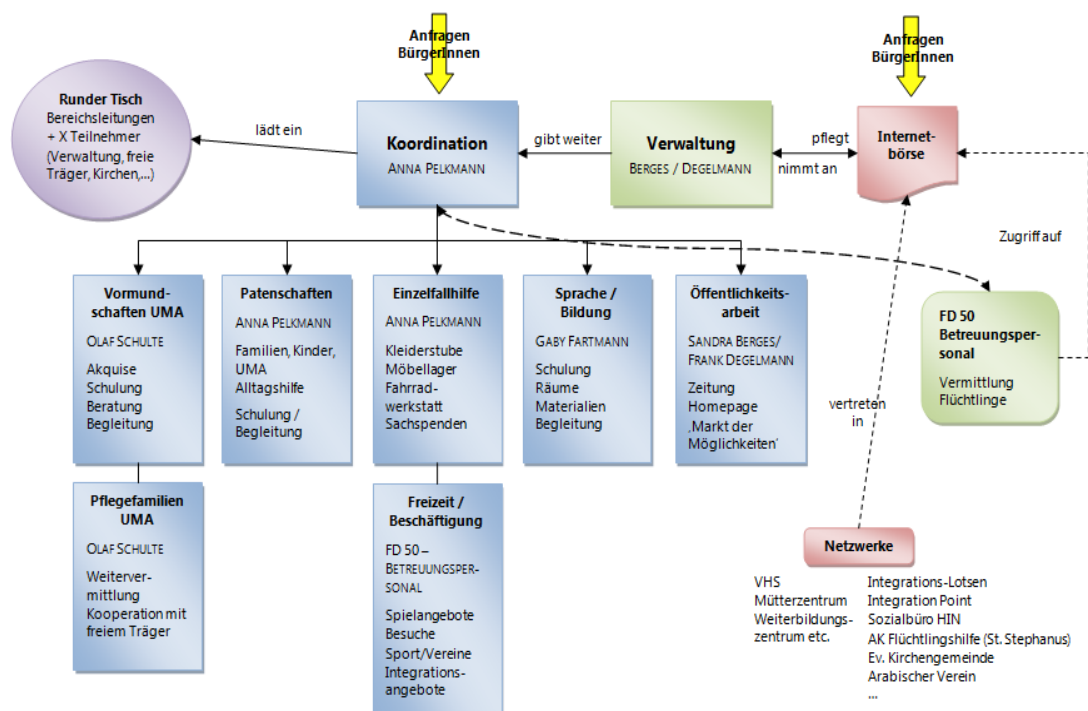 Anfragen
BürgerInnen
Anfragen
BürgerInnen
Runder Tisch
Bereichsleitungen
+ X Teilnehmer
(Verwaltung, freie
Träger, Kirchen,...)
lädt ein
Koordination
ANNA PELKMANN
gibt weiter
Verwaltung
BERGES / DEGELMANN
pflegt
nimmt an
Internet-
börse
Zugriff auf
Vormund-
schaften UMA
OLAF SCHULTE
Akquise
Schulung
Beratung
Begleitung
Patenschaften
ANNA PELKMANN
Familien, Kinder,
UMA
Alltagshilfe
Schulung /
Begleitung
Einzelfallhilfe
ANNA PELKMANN
Kleiderstube
Möbellager
Fahrrad-
werkstatt
Sachspenden
Sprache /
Bildung
GABY FARTMANN
Schulung
Räume
Materialien
Begleitung
Öffentlichkeits-
arbeit
SANDRA BERGES/
FRANK DEGELMANN
Zeitung
Homepage
‚Markt der
Möglichkeiten‘
FD 50
Betreuungsper-
sonal
Vermittlung
Flüchtlinge
vertreten
in
Pflegefamilien
UMA
OLAF SCHULTE
Weiterver-
mittlung
Kooperation mit
freiem Träger
Freizeit /
Beschäftigung
FD 50 –
BETREUUNGSPER-
SONAL
Spielangebote
Besuche
Sport/Vereine
Integrations-
angebote
Netzwerke
VHS
Mütterzentrum
Weiterbildungs-
zentrum etc.
Integrations-Lotsen
Integration Point
Sozialbüro HIN
AK Flüchtlingshilfe (St. Stephanus)
Ev. Kirchengemeinde
Arabischer Verein
...